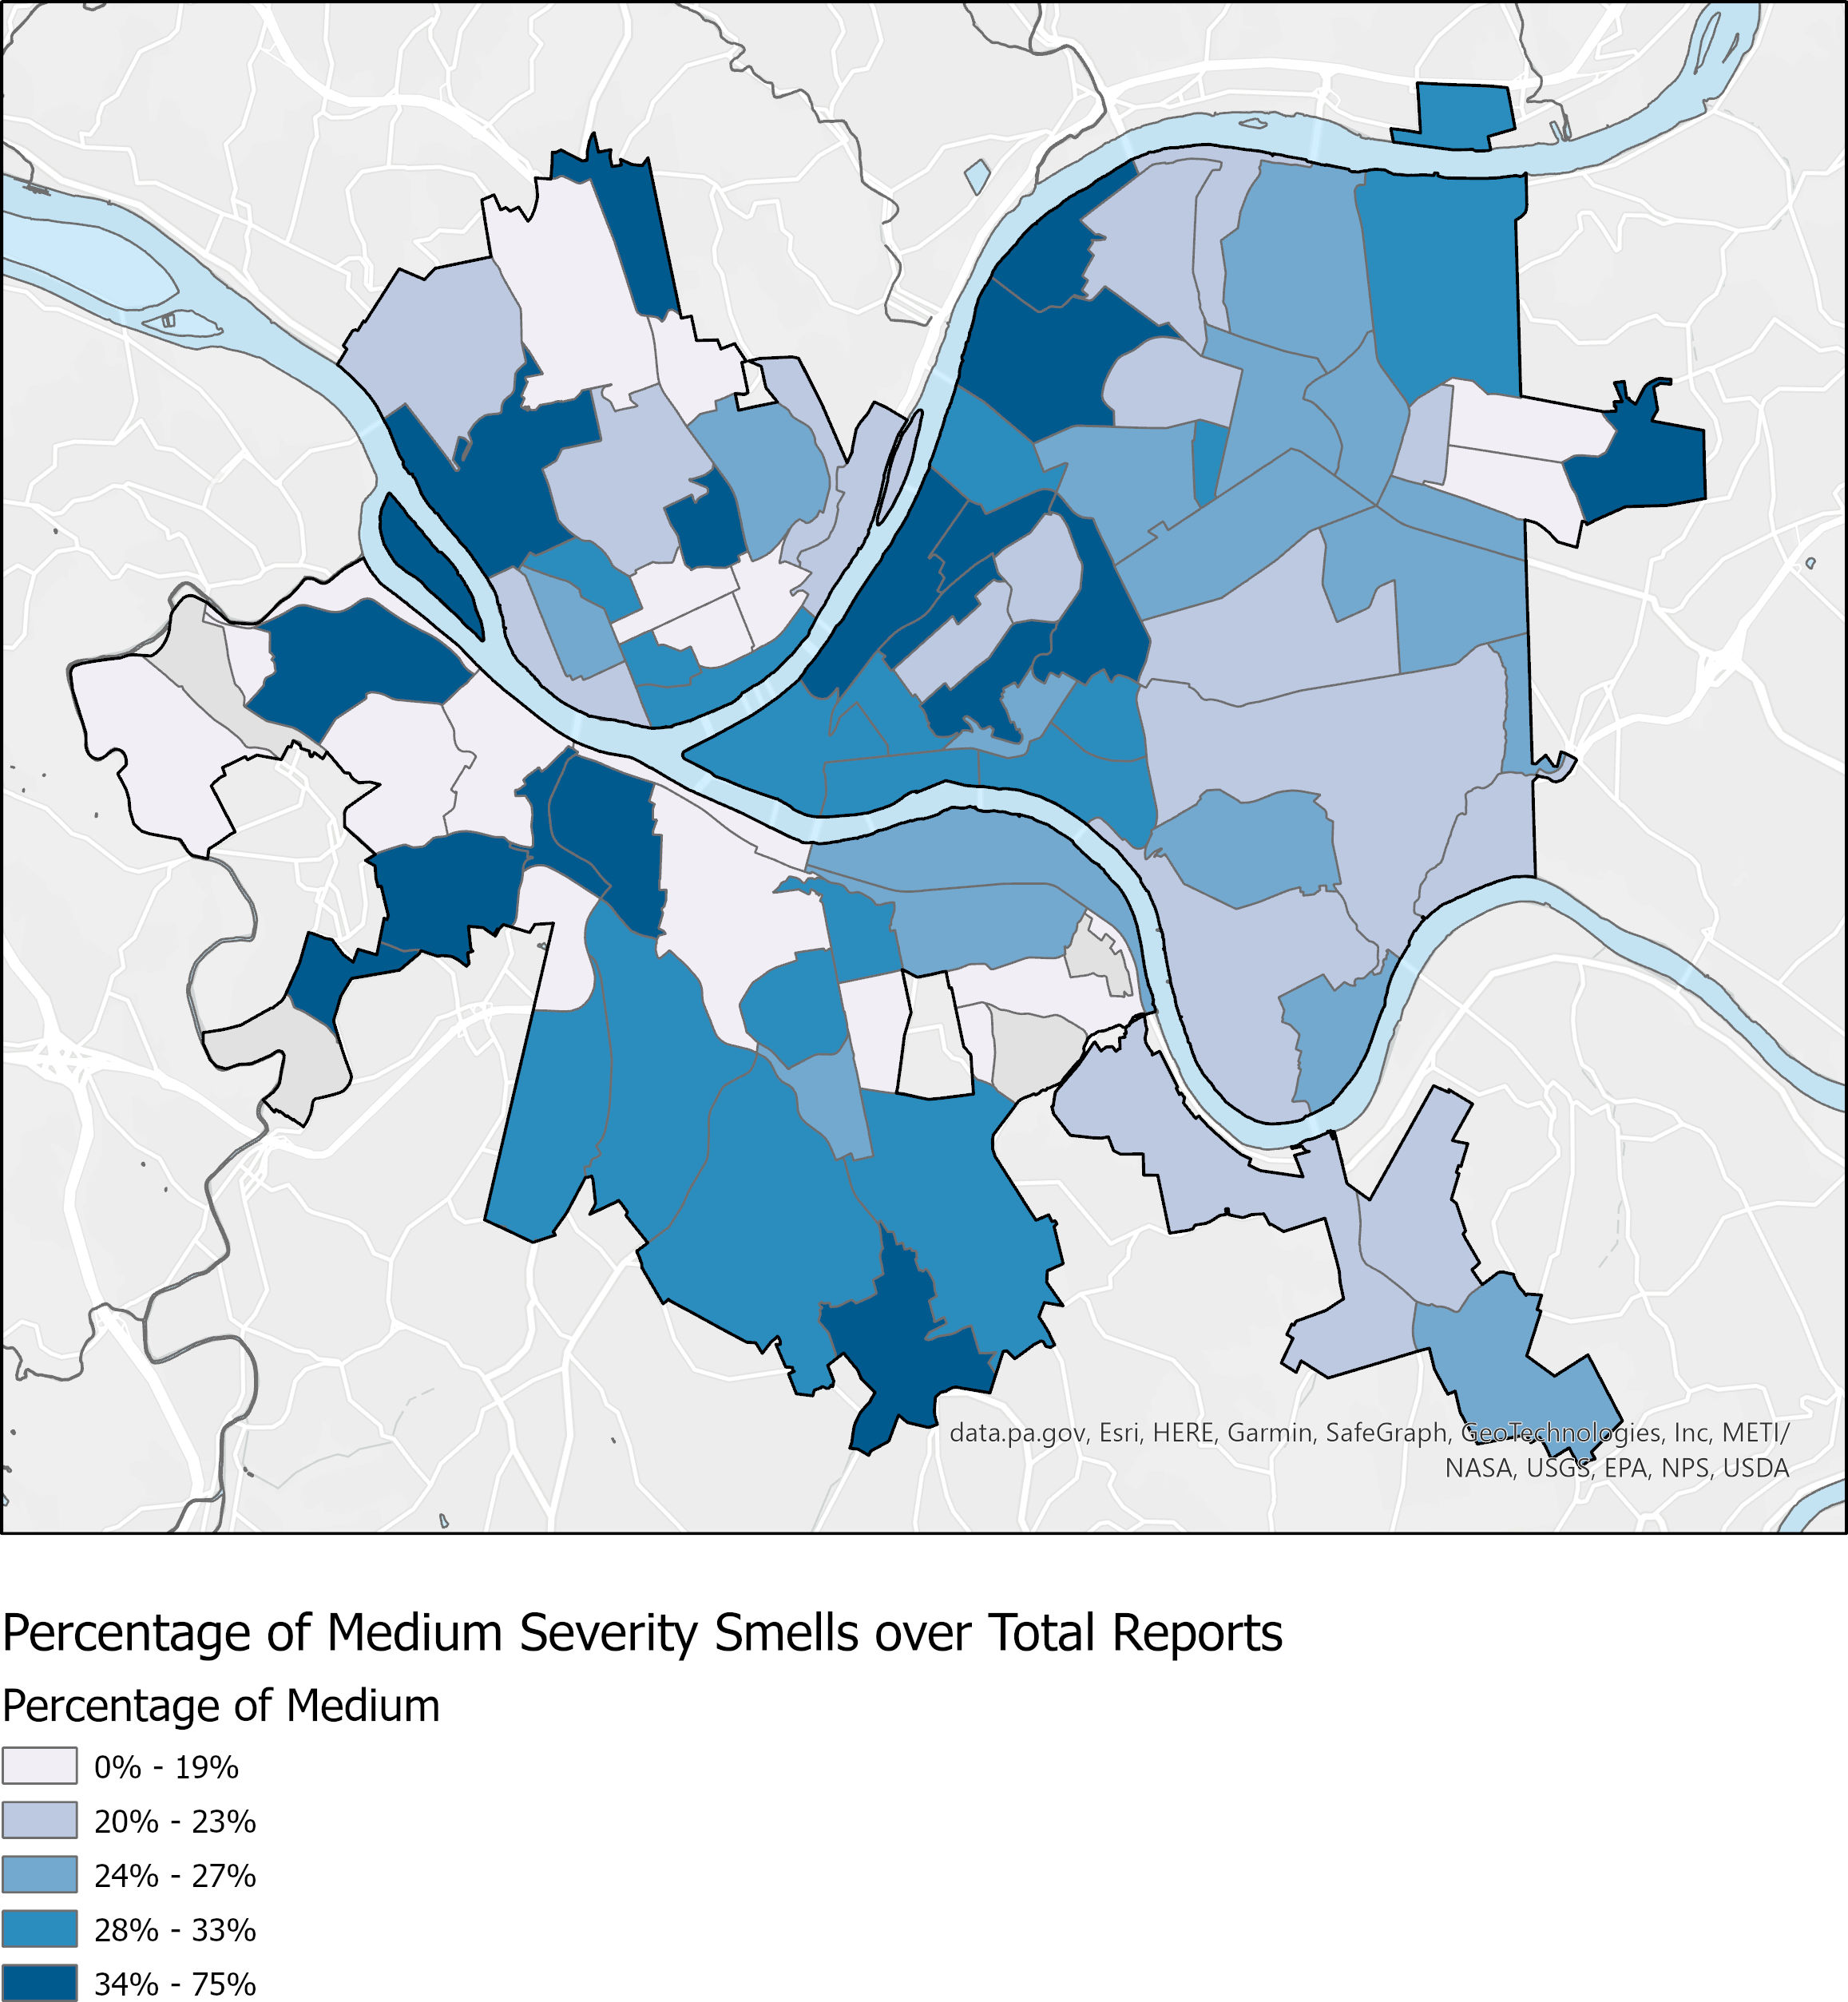 data.pa.gov, Esri, HERE, Garmin, SafeGraph, GeoTechnologies, Inc, METI/
NASA, USGS, EPA, NPS, USDA
Percentage of Medium Severity Smells over Total Reports
Percentage of Medium
0% - 19%
20% - 23%
24% - 27%
28% - 33%
34% - 75%